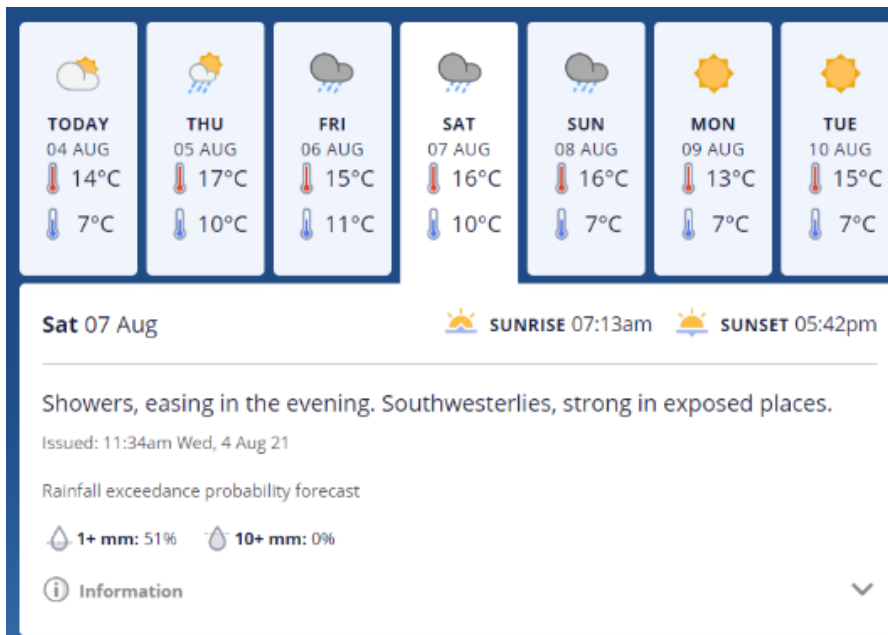 TODAY THU FRI SAT SUN MON TUE
04 AUG 05 AUG 06 AUG 07 AUG 08 AUG 09 AUG 10 AUG
14°C 17°C 15°C 16°C 16°C 13°C 15°C
7°C 10°C 11°C 10°C 7°C 7°C 7°C
Sat 07 Aug SUNRISE 07:13am SUNSET 05:42pm
Showers, easing in the evening. Southwesterlies, strong in exposed places.
Issued: 11:34am Wed, 4 Aug 21
Rainfall exceedance probability forecast
1+ mm: 51% 10+ mm: 0%
Information